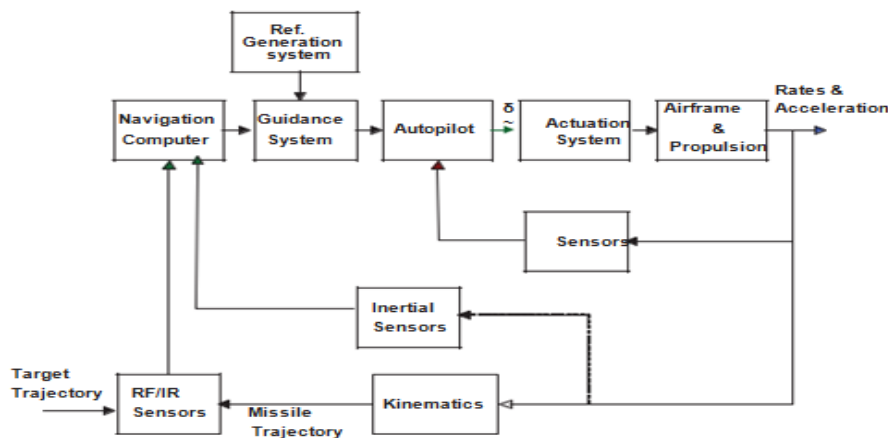 Ref.
Generation
system
Navigation
Computer
Guidance
System
Autopilot
δ
~
Actuation
System
Airframe
&
Propulsion
Rates &
Acceleration
Sensors
Inertial
Sensors
Target
Trajectory
RF/IR
Sensors
Missile
Trajectory
Kinematics